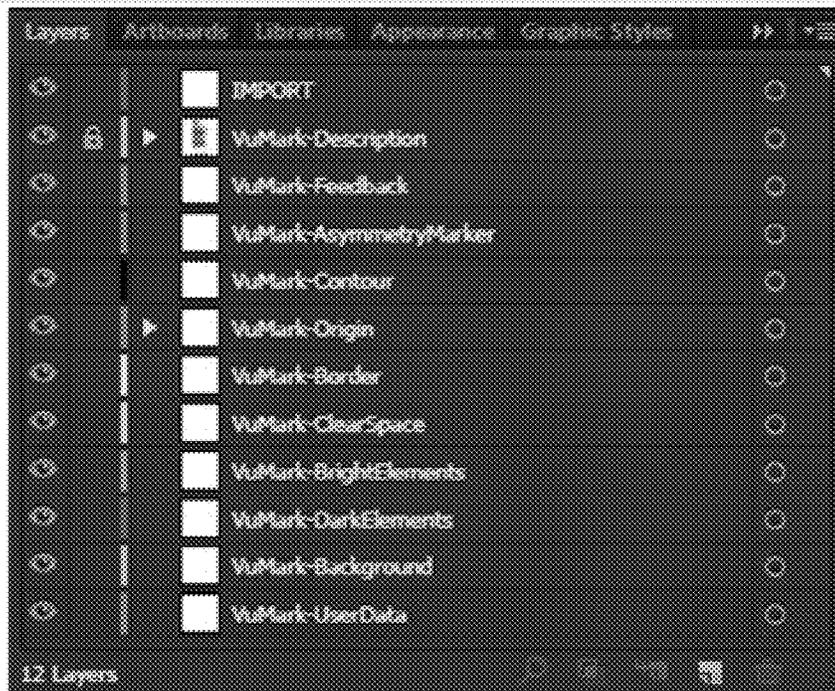 Layers Artboards Libraries Appearance Graphic Styles
IMPORT
VuMark-Description
VuMark-Feedback
VuMark-AsymmetryMarker
VuMark-Contour
VuMark-Origin
VuMark-Border
VuMark-ClearSpace
VuMark-BrightElements
VuMark-DarkElements
VuMark-Background
VuMark-UserData
12 Layers